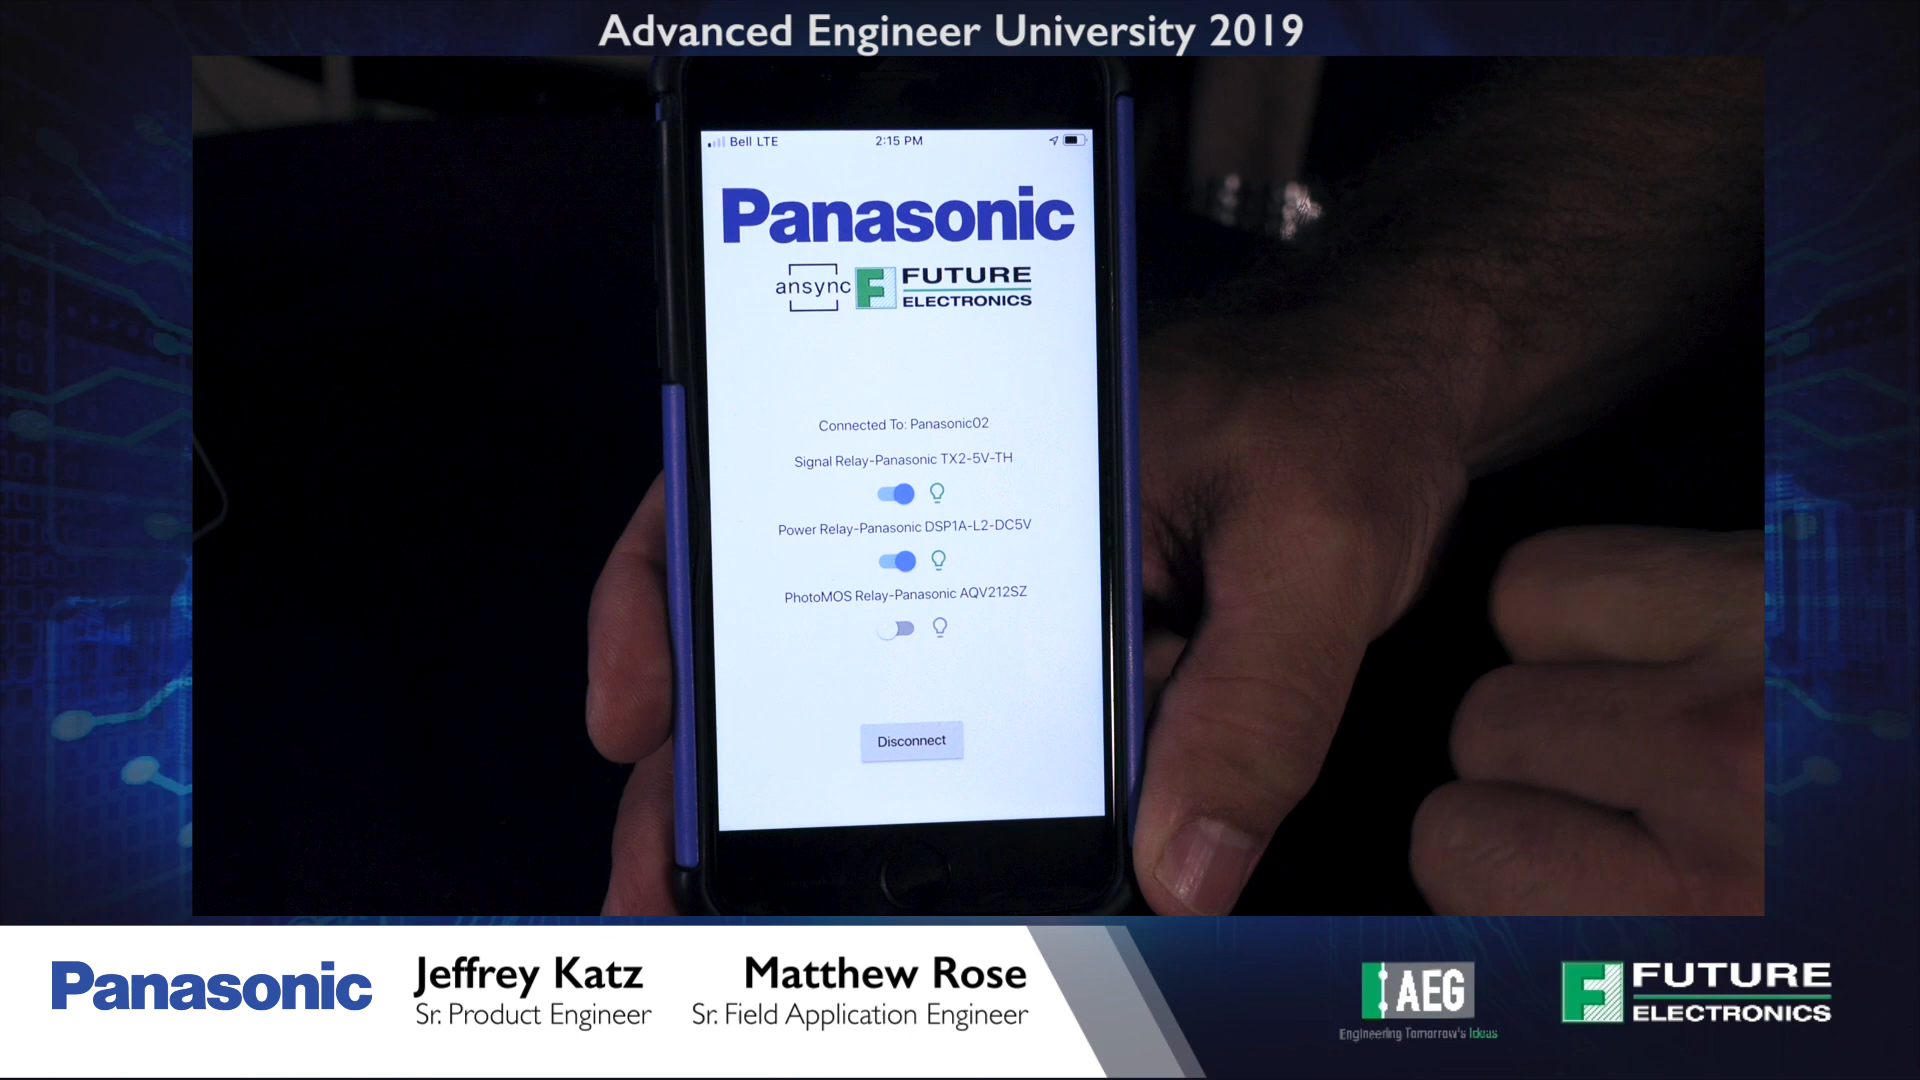 Advanced Engineer University 2019
Bell LTE 2:15 PM
Panasonic
ansync F FUTURE
ELECTRONICS
Connected To: Panasonic02
Signal Relay-Panasonic TX2-5V-TH
Power Relay-Panasonic DSP1A-L2-DC5V
PhotoMOS Relay-Panasonic AQV212SZ
Disconnect
Panasonic
Jeffrey Katz
Sr. Product Engineer
Matthew Rose
Sr. Field Application Engineer
AEG
Engineering Tomorrow's Ideas
F FUTURE
ELECTRONICS